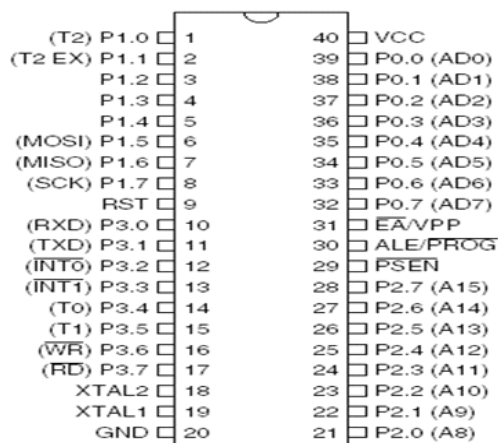 (T2) P1.0 1 40 VCC
(T2 EX) P1.1 2 39 P0.0 (AD0)
P1.2 3 38 P0.1 (AD1)
P1.3 4 37 P0.2 (AD2)
P1.4 5 36 P0.3 (AD3)
(MOSI) P1.5 6 35 P0.4 (AD4)
(MISO) P1.6 7 34 P0.5 (AD5)
(SCK) P1.7 8 33 P0.6 (AD6)
RST 9 32 P0.7 (AD7)
(RXD) P3.0 10 31 E̅A̅/VPP
(TXD) P3.1 11 30 ALE/P̅R̅O̅G̅
(I̅N̅T̅0̅) P3.2 12 29 P̅S̅E̅N̅
(I̅N̅T̅1̅) P3.3 13 28 P2.7 (A15)
(T0) P3.4 14 27 P2.6 (A14)
(T1) P3.5 15 26 P2.5 (A13)
(W̅R̅) P3.6 16 25 P2.4 (A12)
(R̅D̅) P3.7 17 24 P2.3 (A11)
XTAL2 18 23 P2.2 (A10)
XTAL1 19 22 P2.1 (A9)
GND 20 21 P2.0 (A8)